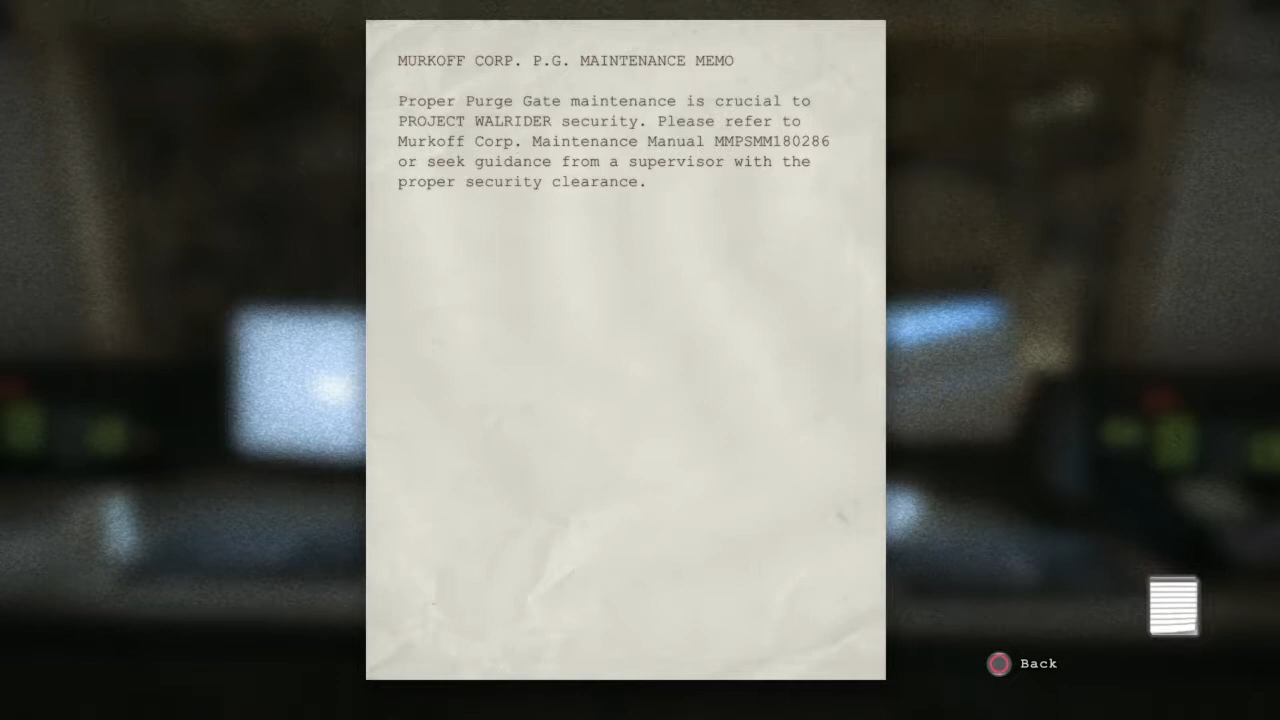 MURKOFF CORP. P.G. MAINTENANCE MEMO
Proper Purge Gate maintenance is crucial to
PROJECT WALRIDER security. Please refer to
Murkoff Corp. Maintenance Manual MMPSMM180286
or seek guidance from a supervisor with the
proper security clearance.
Back